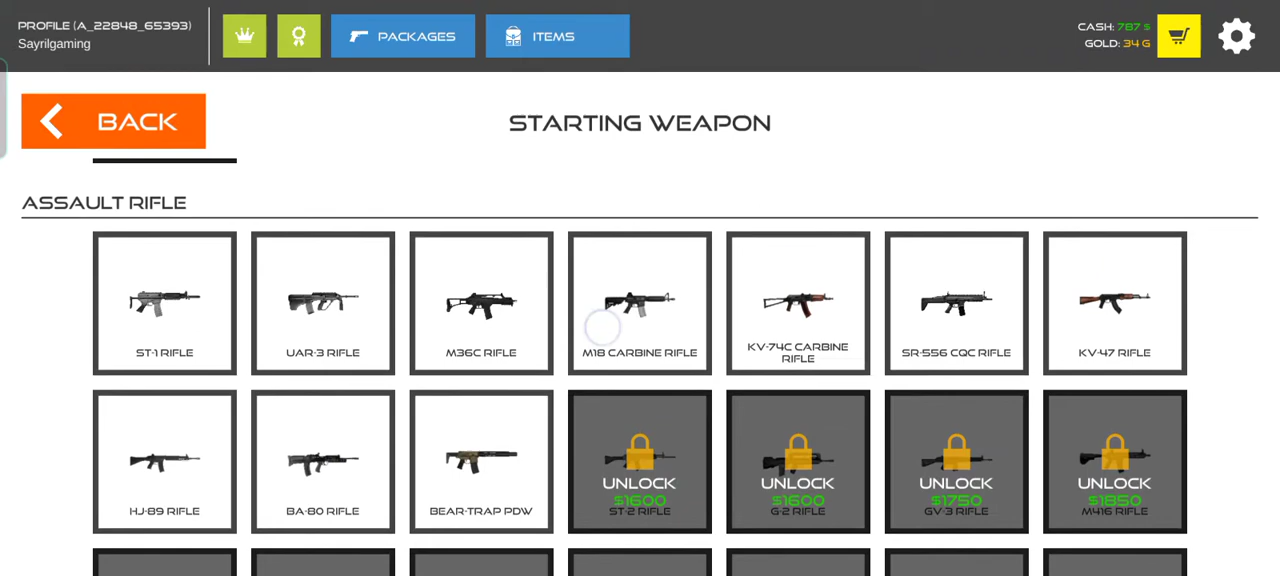 PROFILE (A_22848_65393)
Sayrilgaming
PACKAGES
ITEMS
CASH: 787 $
GOLD: 34 G
BACK
STARTING WEAPON
ASSAULT RIFLE
ST-1 RIFLE
UAR-3 RIFLE
M36C RIFLE
M18 CARBINE RIFLE
KV-74C CARBINE
RIFLE
SR-556 CQC RIFLE
KV-47 RIFLE
HJ-89 RIFLE
BA-80 RIFLE
BEAR-TRAP PDW
UNLOCK
$1600
ST-2 RIFLE
UNLOCK
$1600
G-2 RIFLE
UNLOCK
$1750
GV-3 RIFLE
UNLOCK
$1850
M416 RIFLE